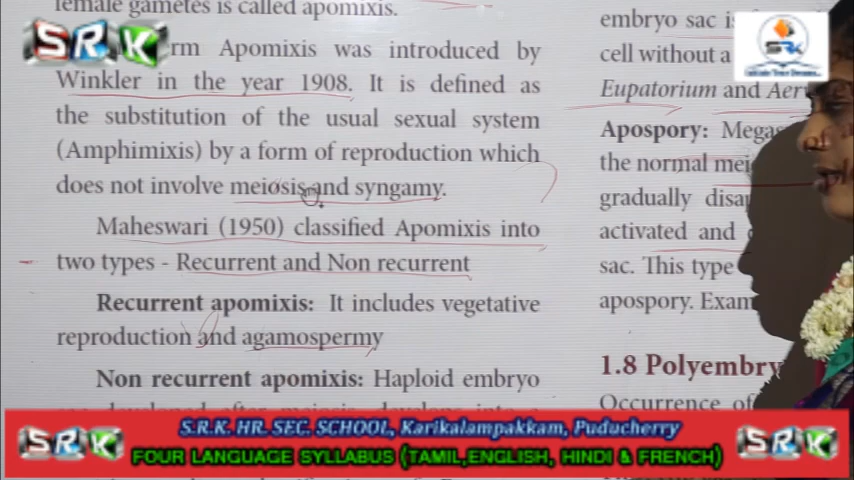 female gametes is called apomixis.
rm Apomixis was introduced by
Winkler in the year 1908. It is defined as
the substitution of the usual sexual system
(Amphimixis) by a form of reproduction which
does not involve meiosis and syngamy.
Maheswari (1950) classified Apomixis into
two types - Recurrent and Non recurrent
Recurrent apomixis: It includes vegetative
reproduction and agamospermy
Non recurrent apomixis: Haploid embryo
embryo sac is
cell without a
Eupatorium and Aer
Apospory: Megas
the normal mei
gradually disap
activated and
sac. This type
apospory. Exam
1.8 Polyembry
Occurrence of
SRK
SRK
S.R.K. HR. SEC. SCHOOL, Karikalampakkam, Puducherry
FOUR LANGUAGE SYLLABUS (TAMIL,ENGLISH, HINDI & FRENCH)
SRK
SRK